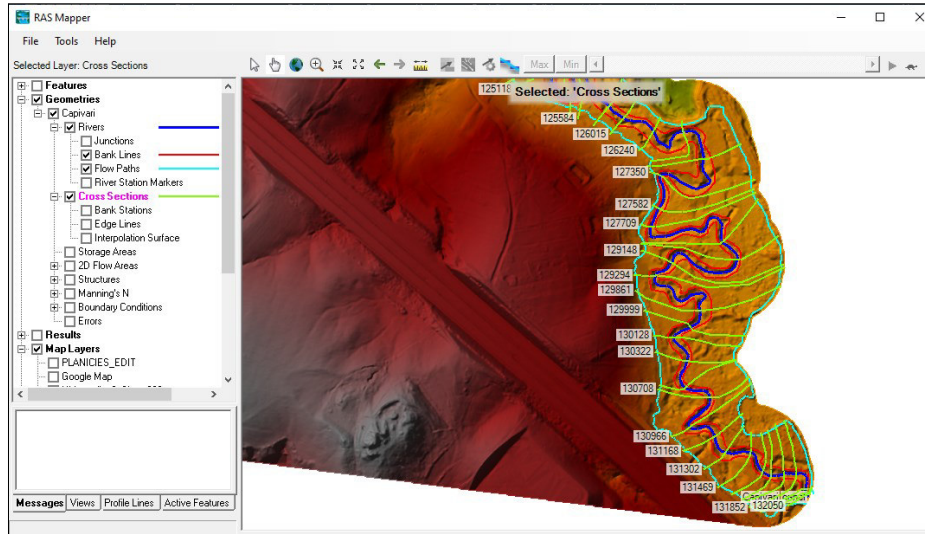 RAS Mapper
File Tools Help
Selected Layer: Cross Sections
Max Min
Features
Geometries
Capivari
Rivers
Junctions
Bank Lines
Flow Paths
River Station Markers
Cross Sections
Bank Stations
Edge Lines
Interpolation Surface
Storage Areas
2D Flow Areas
Structures
Manning's N
Boundary Conditions
Errors
Results
Map Layers
PLANICIES_EDIT
Google Map
Messages Views Profile Lines Active Features
Selected: 'Cross Sections'
125118
125584
126015
126240
127350
127582
127709
129148
129294
129861
129999
130128
130322
130708
130966
131168
131302
131469
131852 132050